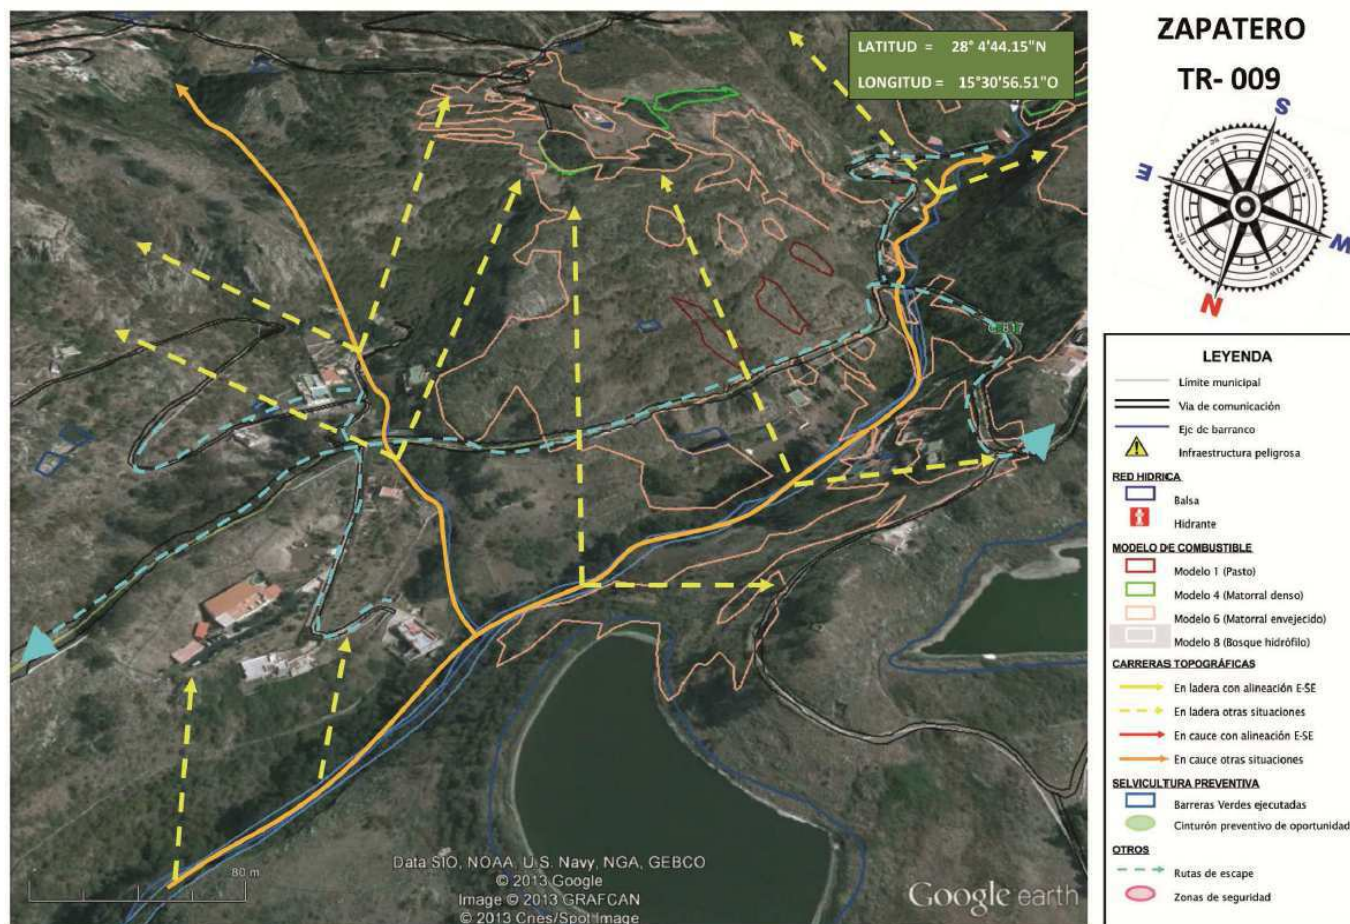 LATITUD = 28° 4'44.15"N
LONGITUD = 15°30'56.51"O
GC-817
80 m
Data SIO, NOAA, U.S. Navy, NGA, GEBCO
© 2013 Google
Image © 2013 GRAFCAN
© 2013 Cnes/Spot Image
Google earth
ZAPATERO
TR- 009
S
E
W
N
LEYENDA
Límite municipal
Via de comunicación
Eje de barranco
Infraestructura peligrosa
RED HIDRICA
Balsa
Hidrante
MODELO DE COMBUSTIBLE
Modelo 1 (Pasto)
Modelo 4 (Matorral denso)
Modelo 6 (Matorral envejecido)
Modelo 8 (Bosque hidrófilo)
CARRERAS TOPOGRÁFICAS
En ladera con alineación E-SE
En ladera otras situaciones
En cauce con alineación E-SE
En cauce otras situaciones
SELVICULTURA PREVENTIVA
Barreras Verdes ejecutadas
Cinturón preventivo de oportunidad
OTROS
Rutas de escape
Zonas de seguridad